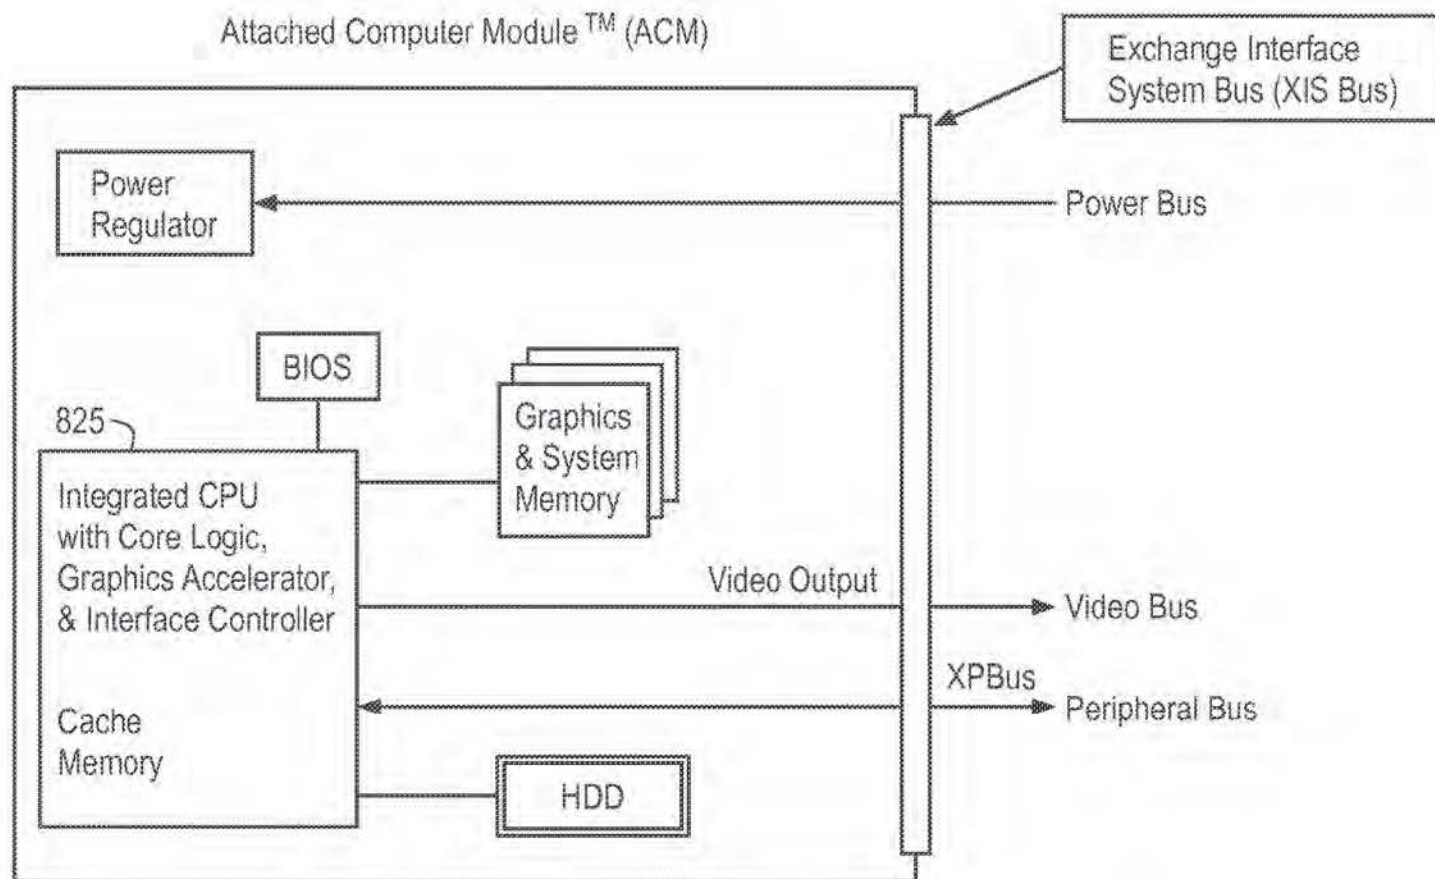 Attached Computer Module™ (ACM)
Exchange Interface
System Bus (XIS Bus)
Power
Regulator
Power Bus
BIOS
825
Graphics
& System
Memory
Integrated CPU
with Core Logic,
Graphics Accelerator,
& Interface Controller
Video Output
Video Bus
XPBus
Peripheral Bus
Cache
Memory
HDD